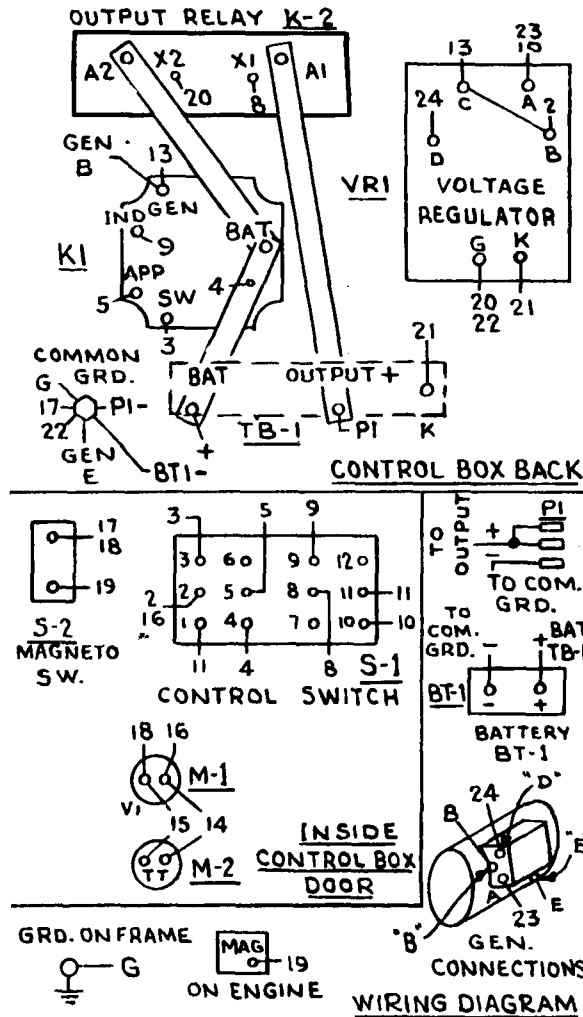 OUTPUT RELAY K-2
A2 X2 X1 A1
20 8
GEN. B
13
GEN
IND
9
BAT
K1
APP
4
5
SW
3
23
13 10
24 C A 2
D B
VR1 VOLTAGE
REGULATOR
G K
20 21
22
COMMON
GRD.
G
17 P1-
22
GEN
E
BT1-
BAT OUTPUT +
21
+
TB-1 P1 K
CONTROL BOX BACK
17
18
19
S-2
MAGNETO
SW.
3 5 9
3 6 9 12
2 5 8 11 11
2
16
1 4 7 10 10
11 4 8 S-1
CONTROL SWITCH
TO OUTPUT
+
-
P1
TO COM.
GRD.
TO
COM.
GRD.
-
+ BAT
TB-1
BT-1
- +
BATTERY
BT-1
18 16
M-1
V1
15 14
TT M-2
INSIDE
CONTROL BOX
DOOR
"D"
24
B
"E"
A
E
"B"
23
GEN.
CONNECTIONS
GRD. ON FRAME
G
MAG
19
ON ENGINE
WIRING DIAGRAM